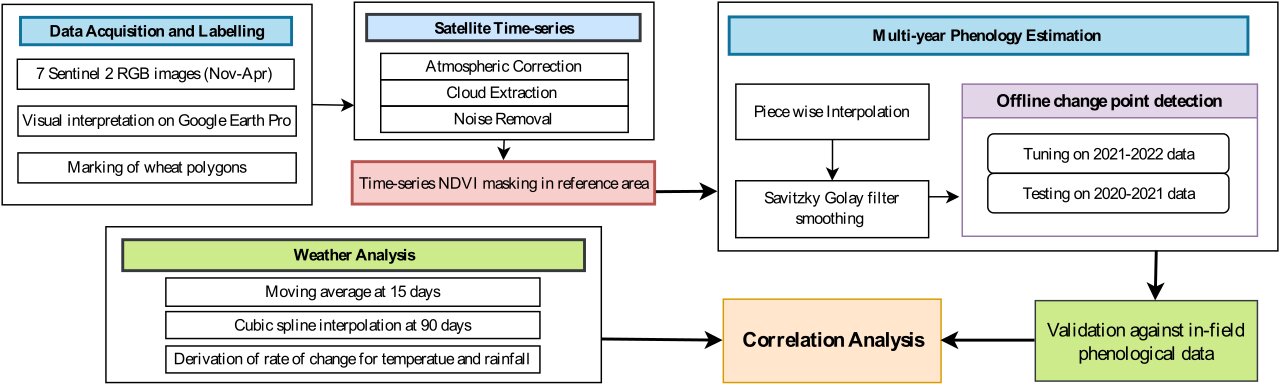 Data Acquisition and Labelling
7 Sentinel 2 RGB images (Nov-Apr)
Visual interpretation on Google Earth Pro
Marking of wheat polygons
Satellite Time-series
Atmospheric Correction
Cloud Extraction
Noise Removal
Time-series NDVI masking in reference area
Multi-year Phenology Estimation
Piece wise Interpolation
Savitzky Golay filter
smoothing
Offline change point detection
Tuning on 2021-2022 data
Testing on 2020-2021 data
Weather Analysis
Moving average at 15 days
Cubic spline interpolation at 90 days
Derivation of rate of change for temperatue and rainfall
Correlation Analysis
Validation against in-field
phenological data